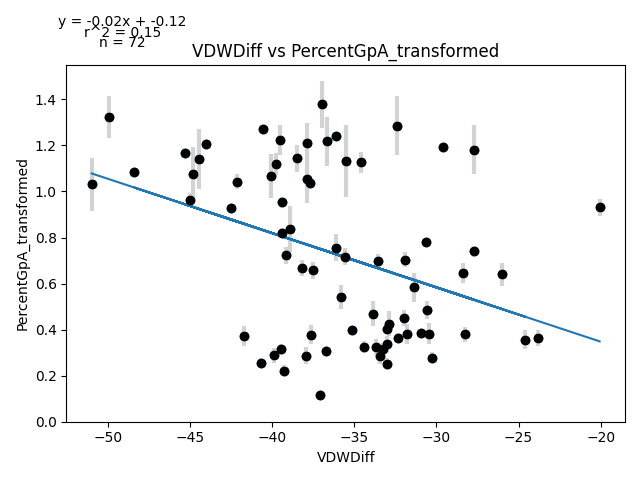 y = -0.02x + -0.12
r^2 = 0.15
n = 72
VDWDiff vs PercentGpA_transformed
1.4
1.2
1.0
0.8
0.6
0.4
0.2
0.0
PercentGpA_transformed
−50 −45 −40 −35 −30 −25 −20
VDWDiff